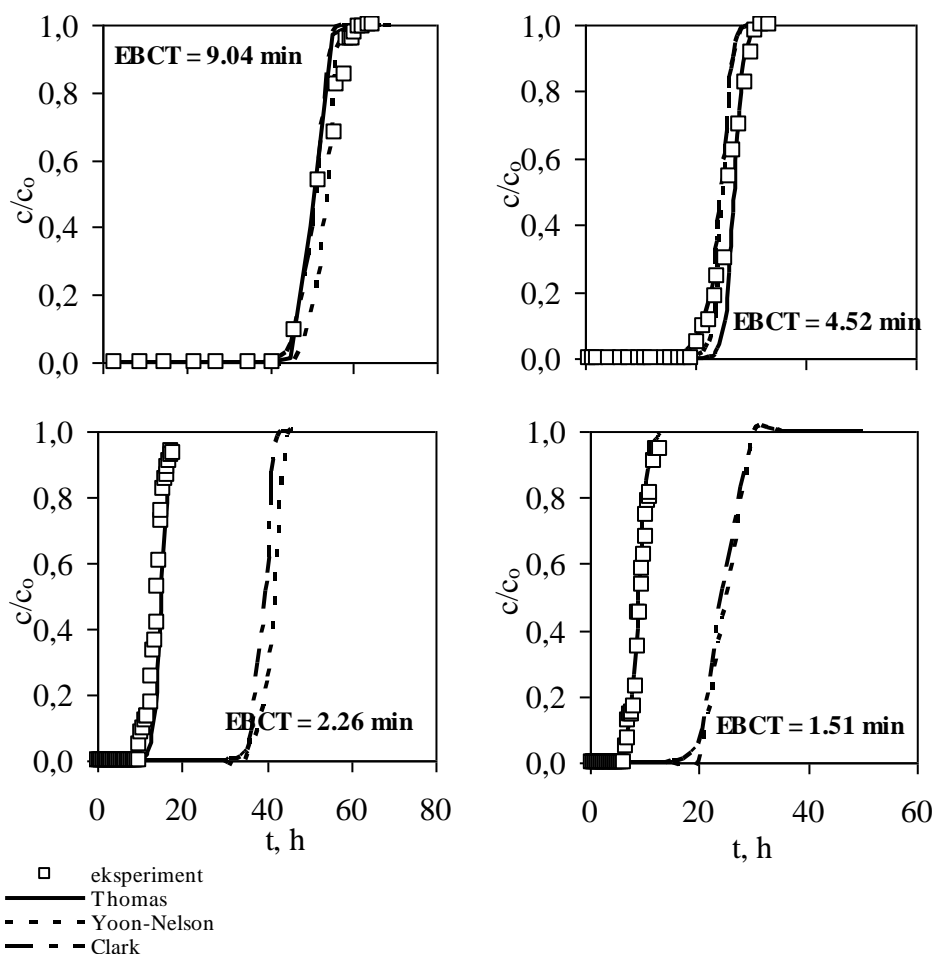 1,0
0,8
0,6
0,4
0,2
0,0
c/co
EBCT = 9.04 min
1,0
0,8
0,6
0,4
0,2
0,0
c/co
EBCT = 4.52 min
1,0
0,8
0,6
0,4
0,2
0,0
c/co
EBCT = 2.26 min
0 20 40 60 80
t, h
1,0
0,8
0,6
0,4
0,2
0,0
c/co
EBCT = 1.51 min
0 20 40 60
t, h
eksperiment
Thomas
Yoon-Nelson
Clark